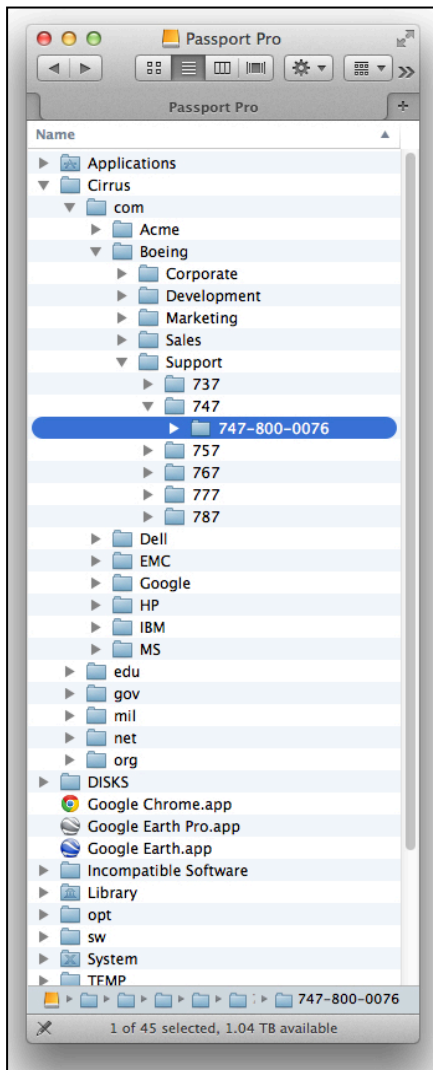 Passport Pro
Passport Pro
Name
Applications
Cirrus
com
Acme
Boeing
Corporate
Development
Marketing
Sales
Support
737
747
747-800-0076
757
767
777
787
Dell
EMC
Google
HP
IBM
MS
edu
gov
mil
net
org
DISKS
Google Chrome.app
Google Earth Pro.app
Google Earth.app
Incompatible Software
Library
opt
sw
System
TEMP
747-800-0076
1 of 45 selected, 1.04 TB available